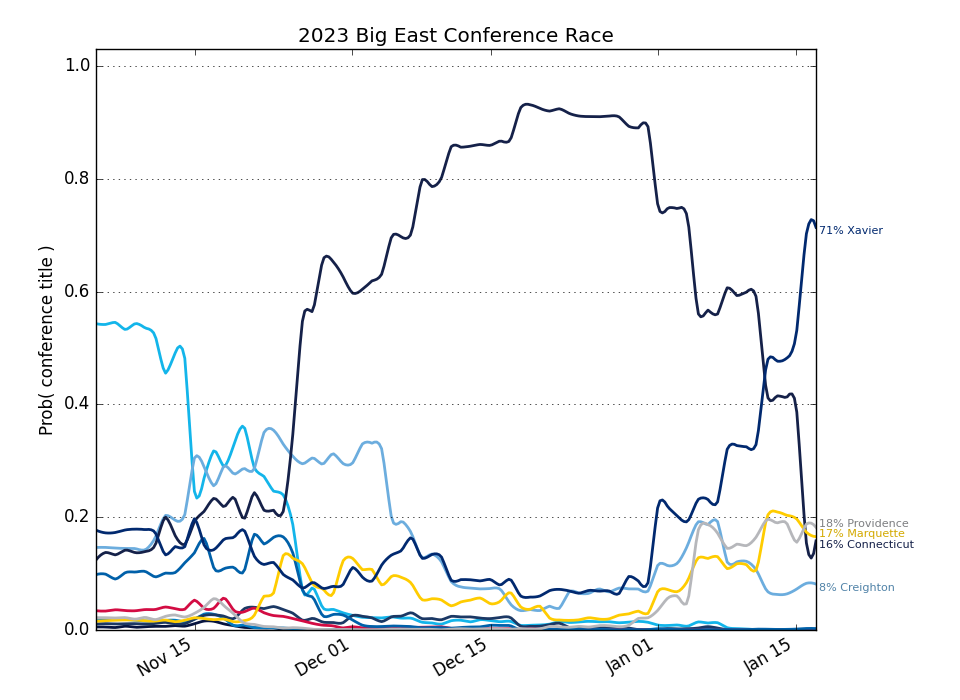 2023 Big East Conference Race
1.0
0.8
0.6
0.4
0.2
0.0
Prob( conference title )
71% Xavier
18% Providence
17% Marquette
16% Connecticut
8% Creighton
Nov 15
Dec 01
Dec 15
Jan 01
Jan 15